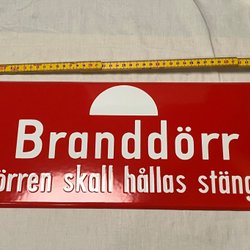 Branddörr
örren skall hållas stäng